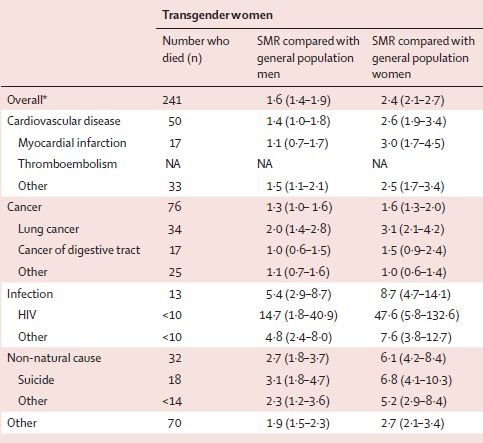 Transgender women
Number who died (n) SMR compared with general population men SMR compared with general population women
Overall* 241 1·6 (1·4–1·9) 2·4 (2·1–2·7)
Cardiovascular disease 50 1·4 (1·0–1·8) 2·6 (1·9–3·4)
Myocardial infarction 17 1·1 (0·7–1·7) 3·0 (1·7–4·5)
Thromboembolism NA NA NA
Other 33 1·5 (1·1–2·1) 2·5 (1·7–3·4)
Cancer 76 1·3 (1·0– 1·6) 1·6 (1·3–2·0)
Lung cancer 34 2·0 (1·4–2·8) 3·1 (2·1–4·2)
Cancer of digestive tract 17 1·0 (0·6–1·5) 1·5 (0·9–2·4)
Other 25 1·1 (0·7–1·6) 1·0 (0·6–1·4)
Infection 13 5·4 (2·9–8·7) 8·7 (4·7–14·1)
HIV <10 14·7 (1·8–40·9) 47·6 (5·8–132·6)
Other <10 4·8 (2·4–8·0) 7·6 (3·8–12·7)
Non-natural cause 32 2·7 (1·8–3·7) 6·1 (4·2–8·4)
Suicide 18 3·1 (1·8–4·7) 6·8 (4·1–10·3)
Other <14 2·3 (1·2–3·6) 5·2 (2·9–8·4)
Other 70 1·9 (1·5–2·3) 2·7 (2·1–3·4)